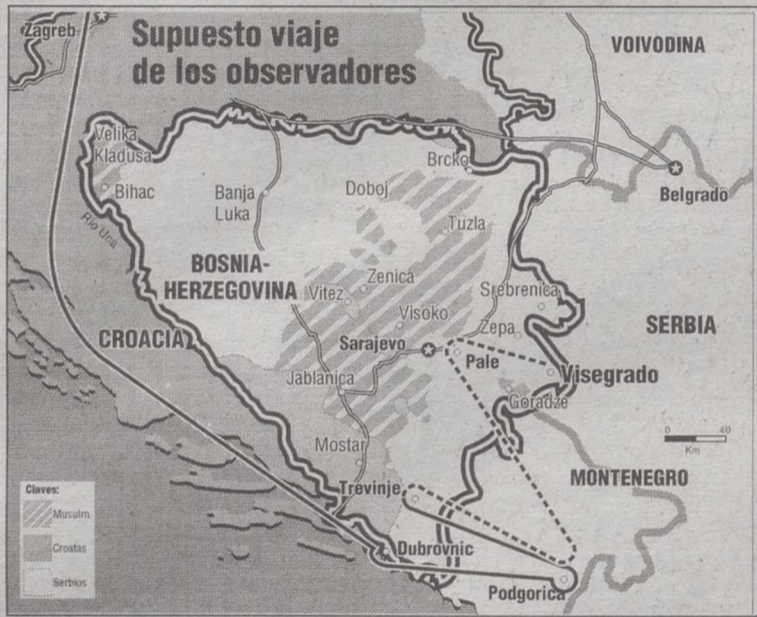 Supuesto viaje
de los observadores
Zagreb
VOIVODINA
Velika
Kladusa
Bihac
Banja
Luka
Doboj
Brcko
Belgrado
Rio Una
Tuzla
BOSNIA-
HERZEGOVINA
Zenica
Vitez
Visoko
Srebrenica
SERBIA
CROACIA
Sarajevo
Zepa
Pale
Visegrado
Jablanica
Goradze
Mostar
0 40
Km
MONTENEGRO
Trevinje
Claves:
Musulm.
Croatas
Serbios
Dubrovnic
Podgorica